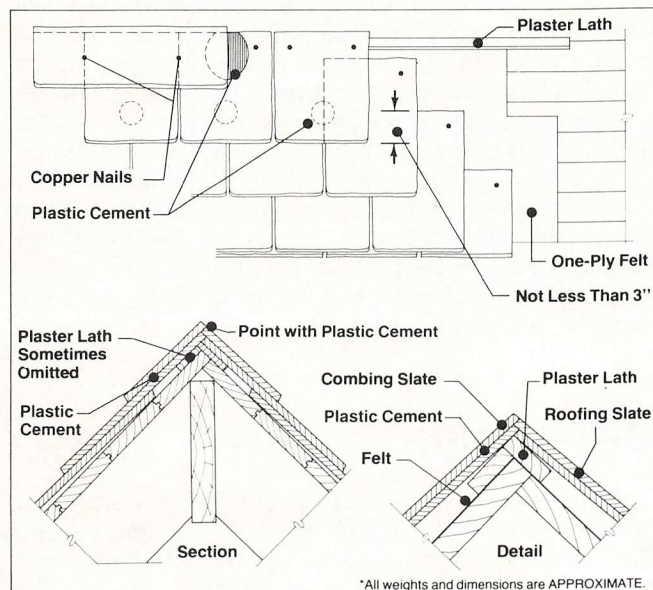 Plaster Lath
Copper Nails
Plastic Cement
One-Ply Felt
Not Less Than 3"
Plaster Lath
Sometimes
Omitted
Point with Plastic Cement
Plastic
Cement
Section
Combing Slate
Plaster Lath
Plastic Cement
Roofing Slate
Felt
Detail
*All weights and dimensions are APPROXIMATE.